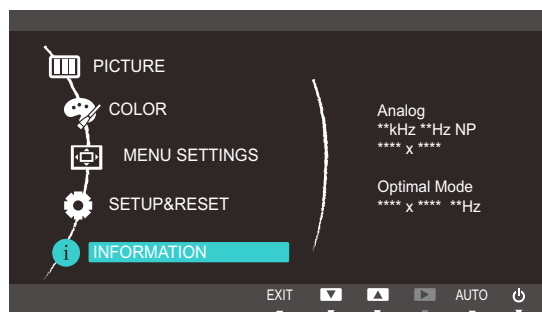 PICTURE
COLOR
MENU SETTINGS
SETUP&RESET
INFORMATION
Analog
**kHz **Hz NP
**** x ****
Optimal Mode
**** x **** **Hz
EXIT AUTO